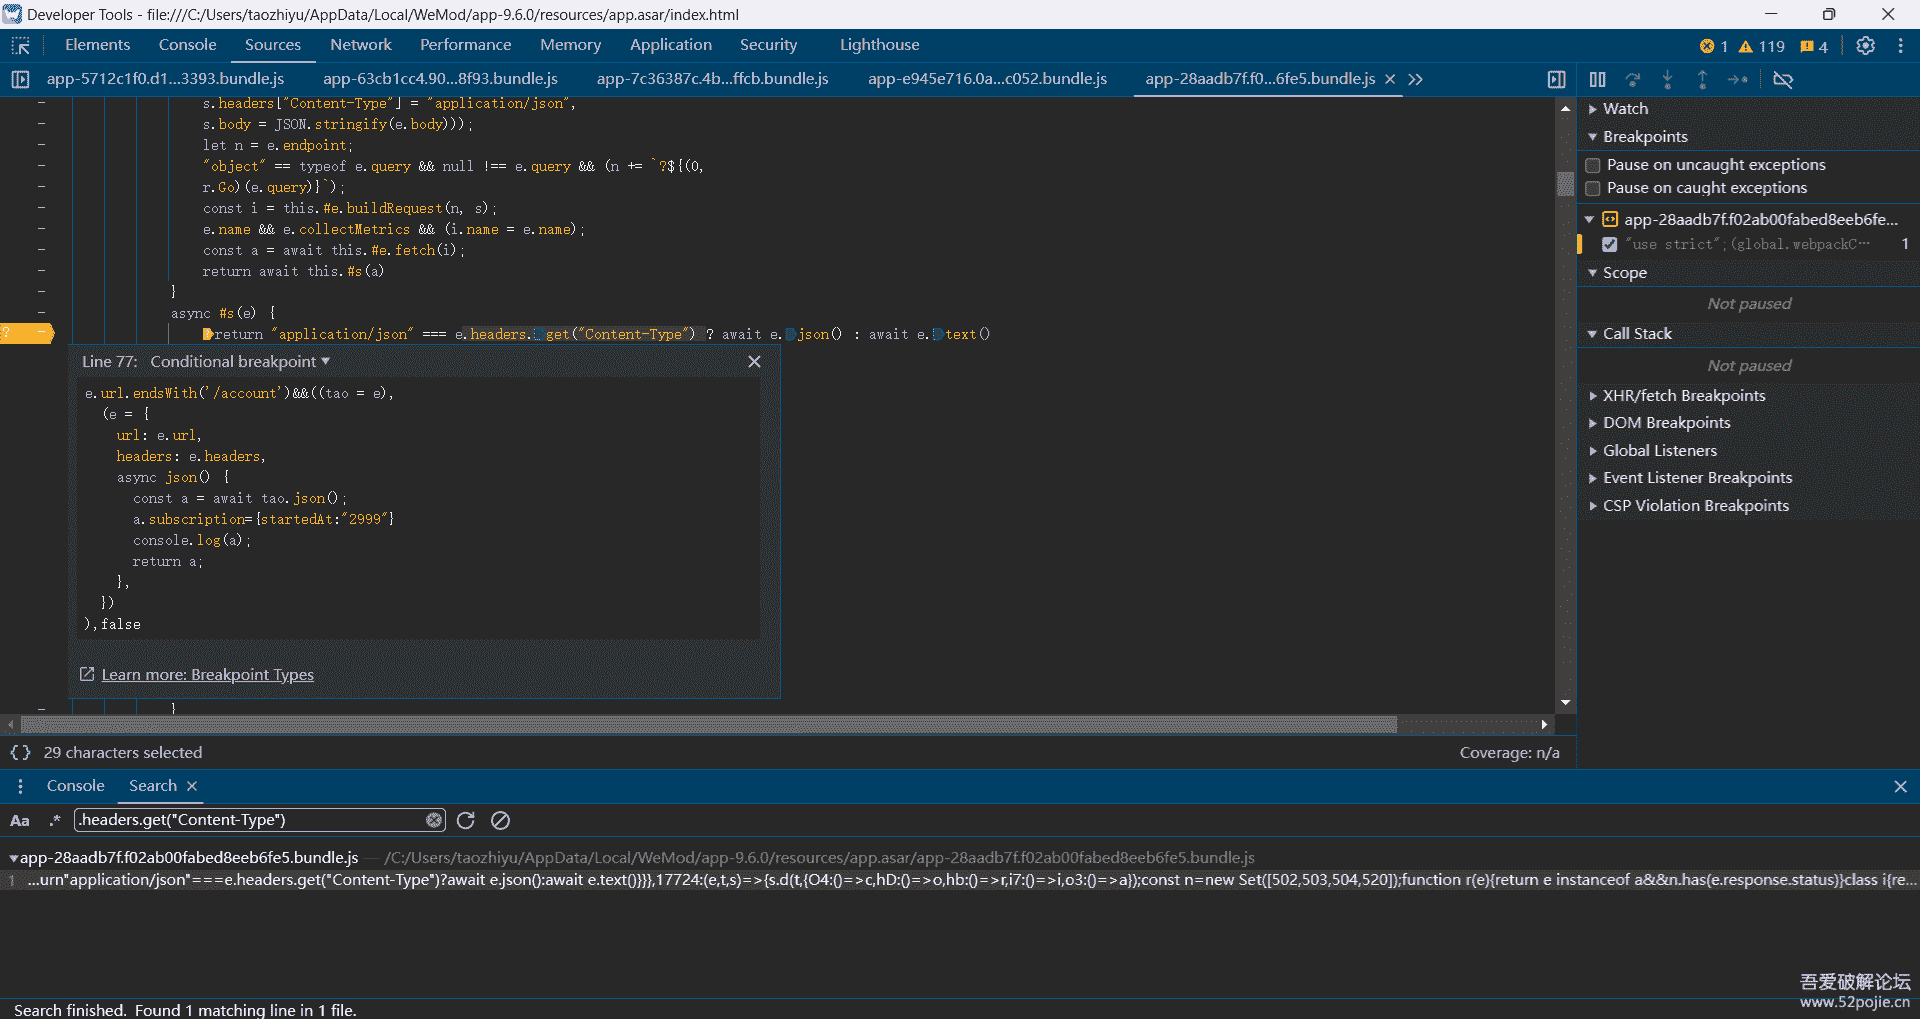 Developer Tools - file:///C:/Users/taozhiyu/AppData/Local/WeMod/app-9.6.0/resources/app.asar/index.html
Elements Console Sources Network Performance Memory Application Security Lighthouse 1 119 4
app-5712c1f0.d1...3393.bundle.js app-63cb1cc4.90...8f93.bundle.js app-7c36387c.4b...ffcb.bundle.js app-e945e716.0a...c052.bundle.js app-28aadb7f.f0...6fe5.bundle.js
s.headers["Content-Type"] = "application/json",
s.body = JSON.stringify(e.body)));
let n = e.endpoint;
"object" == typeof e.query && null !== e.query && (n += `?${(0,
r.Go)(e.query)}`);
const i = this.#e.buildRequest(n, s);
e.name && e.collectMetrics && (i.name = e.name);
const a = await this.#e.fetch(i);
return await this.#s(a)
}
async #s(e) {
return "application/json" === e.headers.get("Content-Type") ? await e.json() : await e.text()
Line 77: Conditional breakpoint
e.url.endsWith('/account')&&((tao = e),
(e = {
url: e.url,
headers: e.headers,
async json() {
const a = await tao.json();
a.subscription={startedAt:"2999"}
console.log(a);
return a;
},
})
),false
Learn more: Breakpoint Types
}
{} 29 characters selected
Coverage: n/a
Watch
Breakpoints
Pause on uncaught exceptions
Pause on caught exceptions
app-28aadb7f.f02ab00fabed8eeb6fe...
"use strict";(global.webpackC⋯ 1
Scope
Not paused
Call Stack
Not paused
XHR/fetch Breakpoints
DOM Breakpoints
Global Listeners
Event Listener Breakpoints
CSP Violation Breakpoints
Console Search
Aa .* .headers.get("Content-Type")
app-28aadb7f.f02ab00fabed8eeb6fe5.bundle.js — /C:/Users/taozhiyu/AppData/Local/WeMod/app-9.6.0/resources/app.asar/app-28aadb7f.f02ab00fabed8eeb6fe5.bundle.js
1 ...urn"application/json"===e.headers.get("Content-Type")?await e.json():await e.text()}}},17724:(e,t,s)=>{s.d(t,{O4:()=>c,hD:()=>o,hb:()=>r,i7:()=>i,o3:()=>a});const n=new Set([502,503,504,520]);function r(e){return e instanceof a&&n.has(e.response.status)}class i{re...
吾爱破解论坛
www.52pojie.cn
Search finished. Found 1 matching line in 1 file.